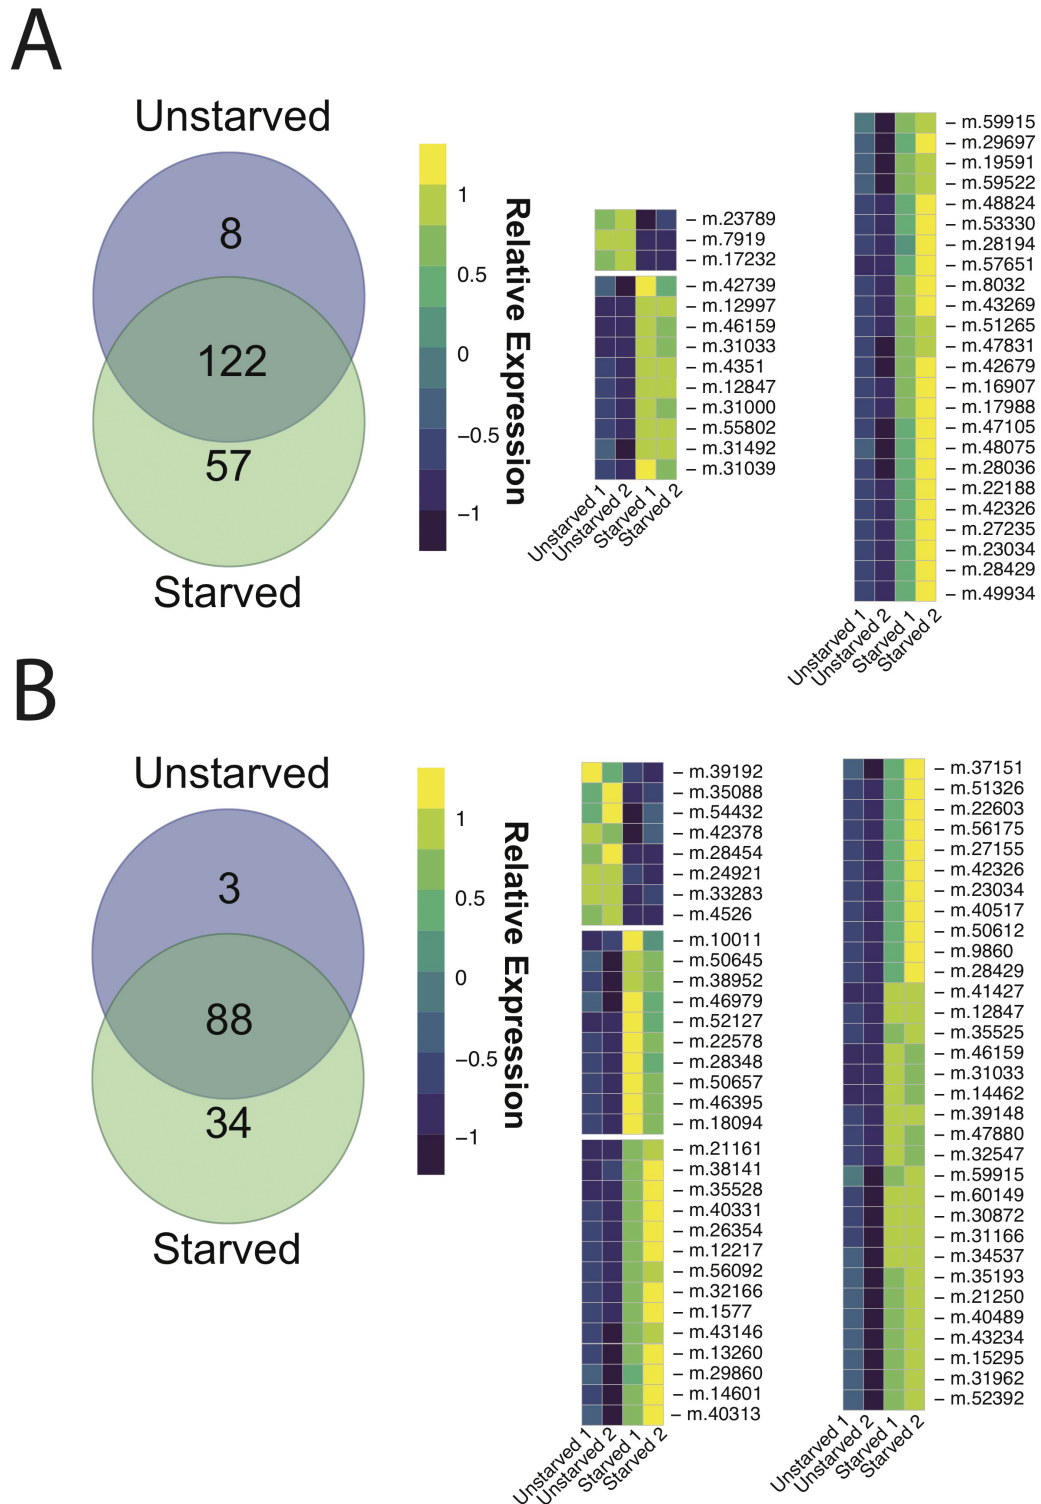 A
Unstarved
8
122
57
Starved
1
0.5
0
−0.5
−1
Relative Expression
– m.23789
– m.7919
– m.17232
– m.42739
– m.12997
– m.46159
– m.31033
– m.4351
– m.12847
– m.31000
– m.55802
– m.31492
– m.31039
Unstarved 1
Unstarved 2
Starved 1
Starved 2
– m.59915
– m.29697
– m.19591
– m.59522
– m.48824
– m.53330
– m.28194
– m.57651
– m.8032
– m.43269
– m.51265
– m.47831
– m.42679
– m.16907
– m.17988
– m.47105
– m.48075
– m.28036
– m.22188
– m.42326
– m.27235
– m.23034
– m.28429
– m.49934
Unstarved 1
Unstarved 2
Starved 1
Starved 2
B
Unstarved
3
88
34
Starved
1
0.5
0
−0.5
−1
Relative Expression
– m.39192
– m.35088
– m.54432
– m.42378
– m.28454
– m.24921
– m.33283
– m.4526
– m.10011
– m.50645
– m.38952
– m.46979
– m.52127
– m.22578
– m.28348
– m.50657
– m.46395
– m.18094
– m.21161
– m.38141
– m.35528
– m.40331
– m.26354
– m.12217
– m.56092
– m.32166
– m.1577
– m.43146
– m.13260
– m.29860
– m.14601
– m.40313
Unstarved 1
Unstarved 2
Starved 1
Starved 2
– m.37151
– m.51326
– m.22603
– m.56175
– m.27155
– m.42326
– m.23034
– m.40517
– m.50612
– m.9860
– m.28429
– m.41427
– m.12847
– m.35525
– m.46159
– m.31033
– m.14462
– m.39148
– m.47880
– m.32547
– m.59915
– m.60149
– m.30872
– m.31166
– m.34537
– m.35193
– m.21250
– m.40489
– m.43234
– m.15295
– m.31962
– m.52392
Unstarved 1
Unstarved 2
Starved 1
Starved 2